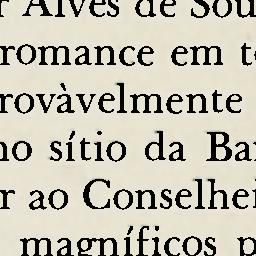 r Alves de Sou
romance em t
rovàvelmente
no sítio da Ba
r ao Conselhei
magníficos p